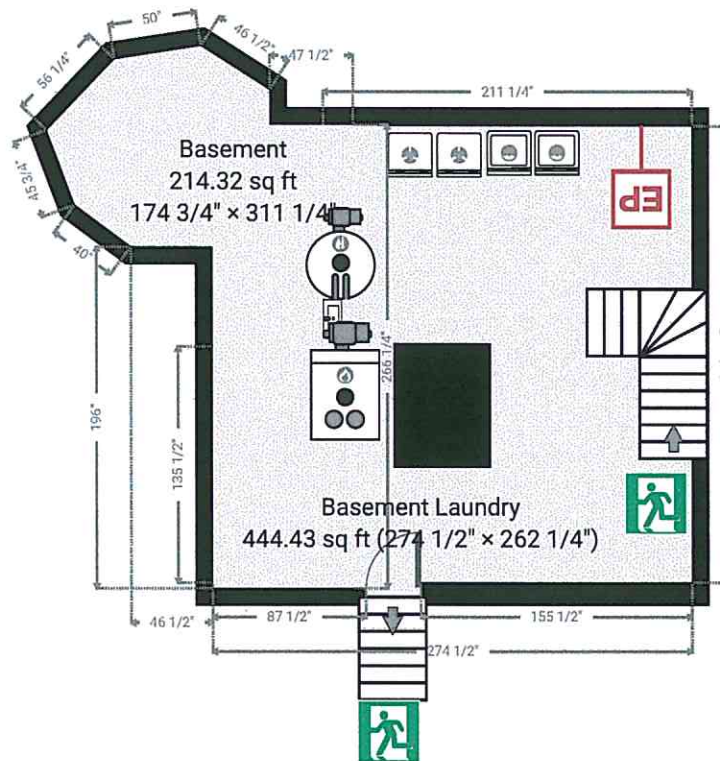 50"
46 1/2"
47 1/2"
56 1/4"
211 1/4"
Basement
214.32 sq ft
174 3/4" × 311 1/4"
45 3/4"
EP
40"
266 1/4"
196"
135 1/2"
Basement Laundry
444.43 sq ft (274 1/2" × 262 1/4")
46 1/2"
87 1/2"
155 1/2"
274 1/2"